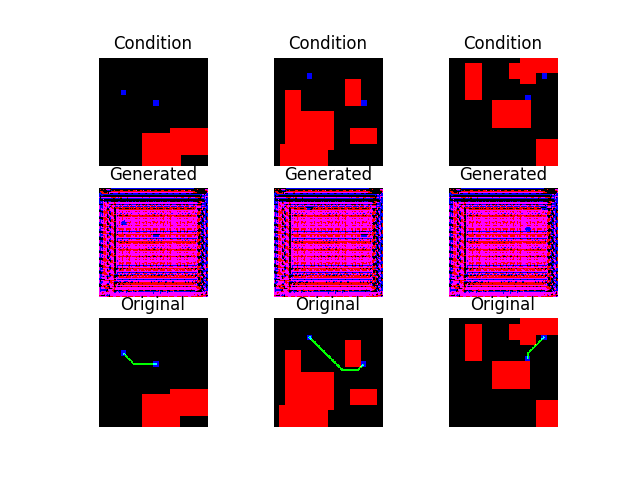 Condition Condition Condition
Generated Generated Generated
Original Original Original